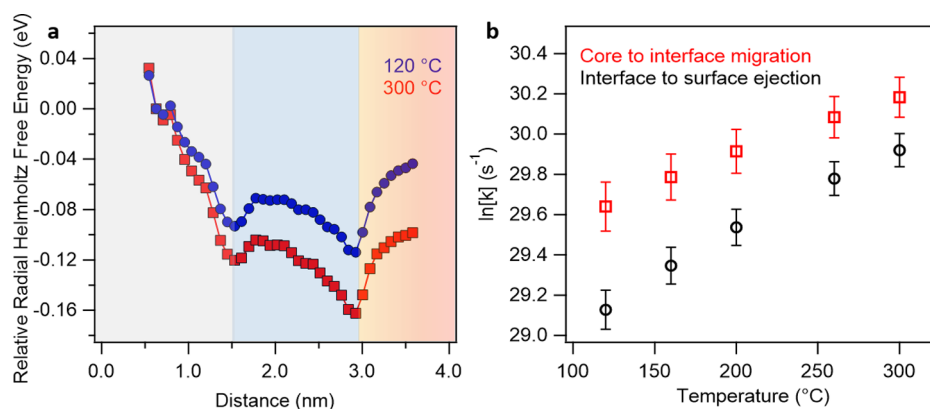 a
Relative Radial Helmholtz Free Energy (eV)
0.04
0.00
-0.04
-0.08
-0.12
-0.16
120 °C
300 °C
0.0 1.0 2.0 3.0 4.0
Distance (nm)
b
ln[k] (s⁻¹)
30.4
30.2
30.0
29.8
29.6
29.4
29.2
29.0
Core to interface migration
Interface to surface ejection
100 150 200 250 300
Temperature (°C)